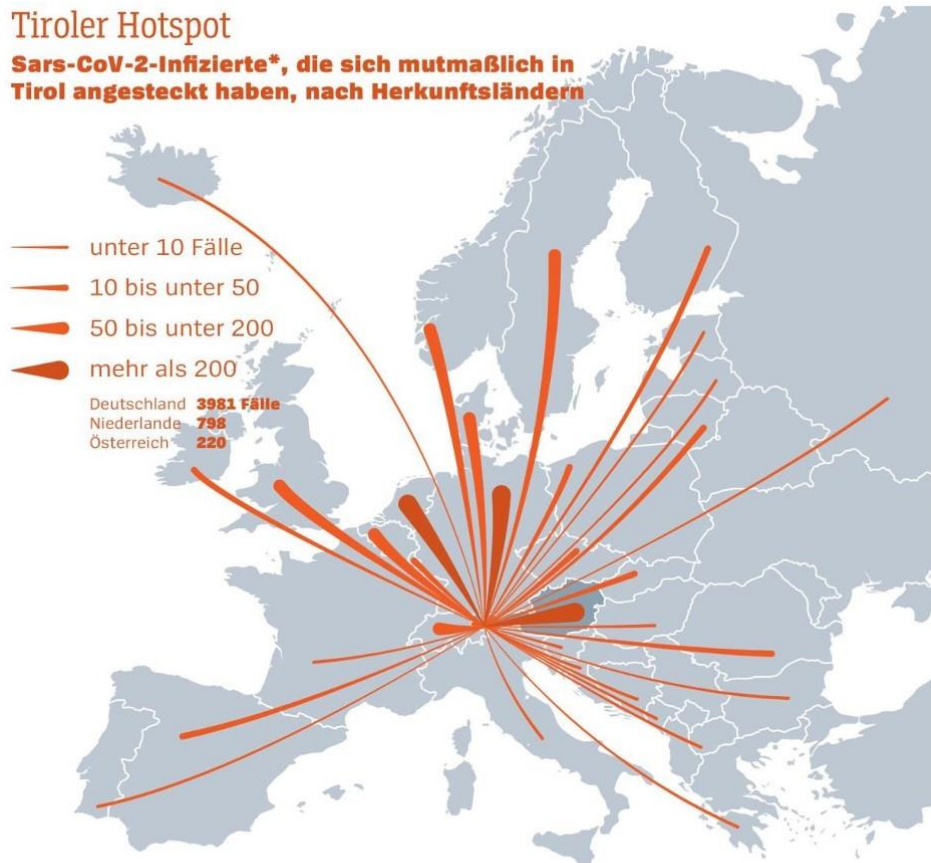 Tiroler Hotspot
Sars-CoV-2-Infizierte*, die sich mutmaßlich in
Tirol angesteckt haben, nach Herkunftsländern
unter 10 Fälle
10 bis unter 50
50 bis unter 200
mehr als 200
Deutschland 3981 Fälle
Niederlande 798
Österreich 220